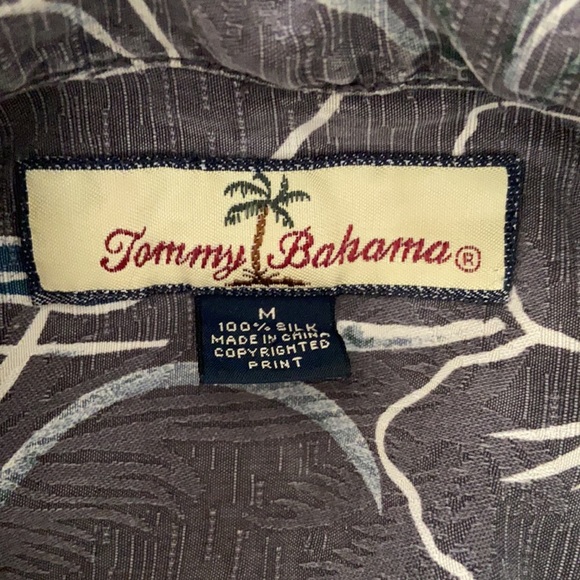 Tommy Bahama®
M
100% SILK
MADE IN CHINA
COPYRIGHTED
PRINT